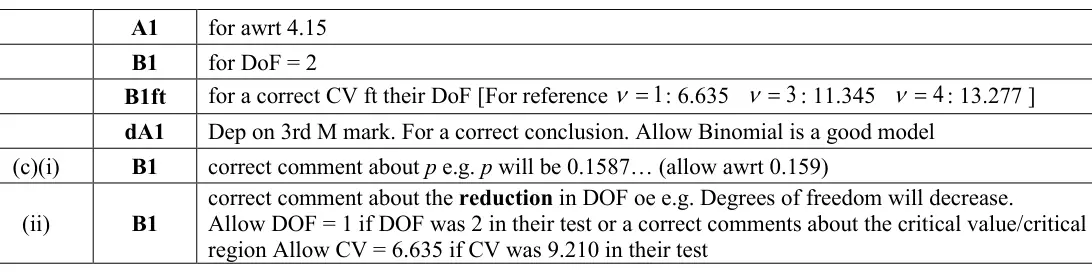 A1 for awrt 4.15
B1 for DoF = 2
B1ft for a correct CV ft their DoF [For reference ν = 1: 6.635 ν = 3: 11.345 ν = 4: 13.277 ]
dA1 Dep on 3rd M mark. For a correct conclusion. Allow Binomial is a good model
(c)(i) B1 correct comment about p e.g. p will be 0.1587… (allow awrt 0.159)
correct comment about the reduction in DOF oe e.g. Degrees of freedom will decrease.
(ii) B1 Allow DOF = 1 if DOF was 2 in their test or a correct comments about the critical value/critical
region Allow CV = 6.635 if CV was 9.210 in their test